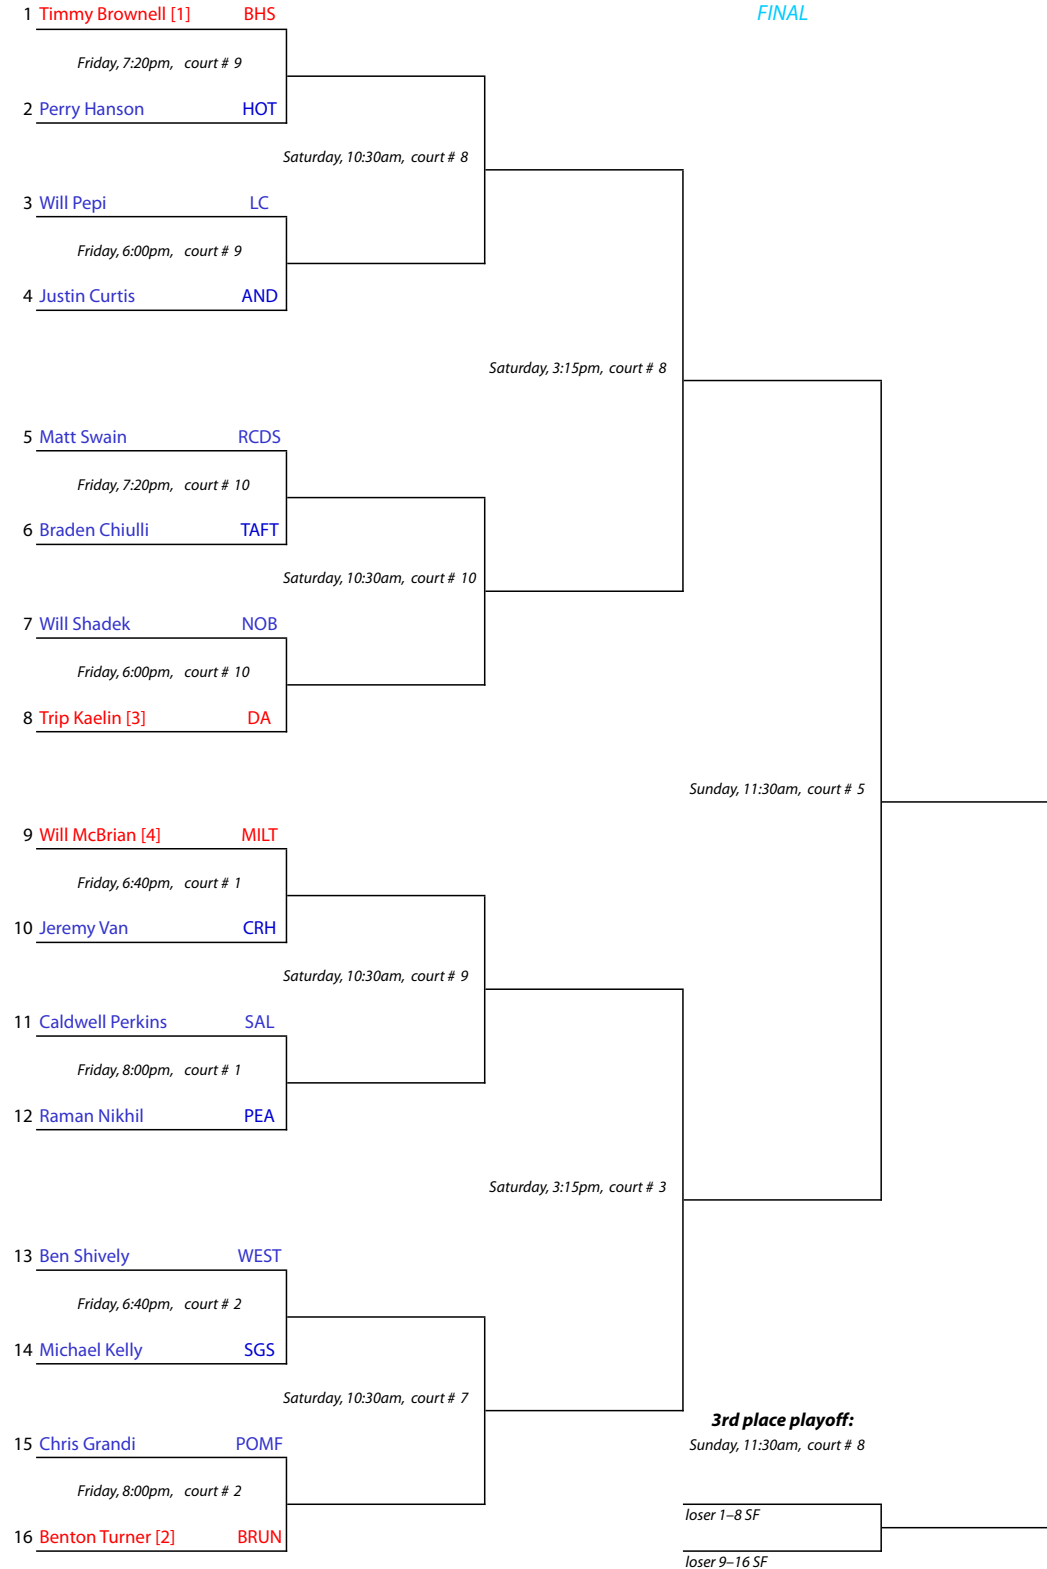 1 Timmy Brownell [1] BHS
FINAL
Friday, 7:20pm, court # 9
2 Perry Hanson HOT
Saturday, 10:30am, court # 8
3 Will Pepi LC
Friday, 6:00pm, court # 9
4 Justin Curtis AND
Saturday, 3:15pm, court # 8
5 Matt Swain RCDS
Friday, 7:20pm, court # 10
6 Braden Chiulli TAFT
Saturday, 10:30am, court # 10
7 Will Shadek NOB
Friday, 6:00pm, court # 10
8 Trip Kaelin [3] DA
Sunday, 11:30am, court # 5
9 Will McBrian [4] MILT
Friday, 6:40pm, court # 1
10 Jeremy Van CRH
Saturday, 10:30am, court # 9
11 Caldwell Perkins SAL
Friday, 8:00pm, court # 1
12 Raman Nikhil PEA
Saturday, 3:15pm, court # 3
13 Ben Shively WEST
Friday, 6:40pm, court # 2
14 Michael Kelly SGS
Saturday, 10:30am, court # 7
3rd place playoff:
15 Chris Grandi POMF
Sunday, 11:30am, court # 8
Friday, 8:00pm, court # 2
loser 1–8 SF
16 Benton Turner [2] BRUN
loser 9–16 SF